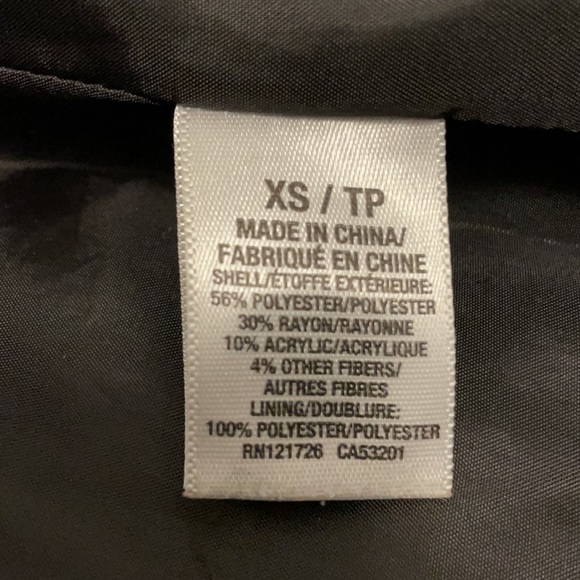 XS / TP
MADE IN CHINA/
FABRIQUÉ EN CHINE
SHELL/ÉTOFFE EXTÉRIEURE:
56% POLYESTER/POLYESTER
30% RAYON/RAYONNE
10% ACRYLIC/ACRYLIQUE
4% OTHER FIBERS/
AUTRES FIBRES
LINING/DOUBLURE:
100% POLYESTER/POLYESTER
RN121726 CA53201